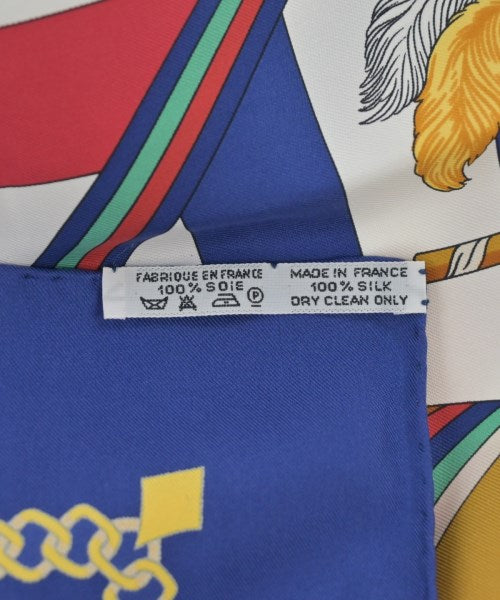 FABRIQUE EN FRANCE
100% SOIE
P
MADE IN FRANCE
100% SILK
DRY CLEAN ONLY